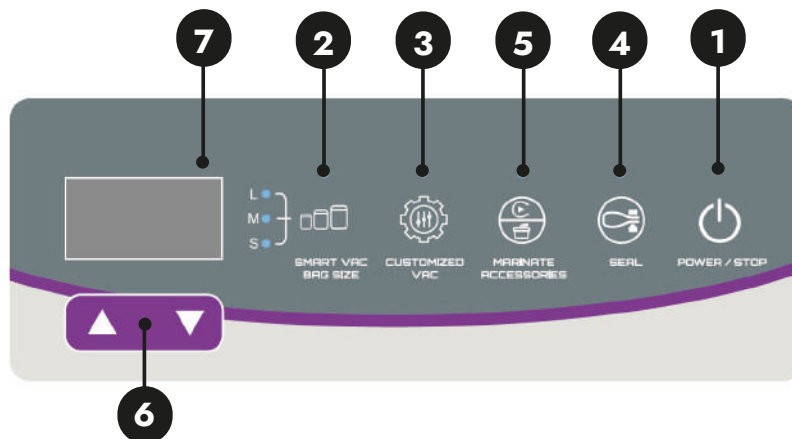 7
2
3
5
4
1
L
M
S
SMART VAC
BAG SIZE
CUSTOMIZED
VAC
MARINATE
ACCESSORIES
SEAL
POWER / STOP
6